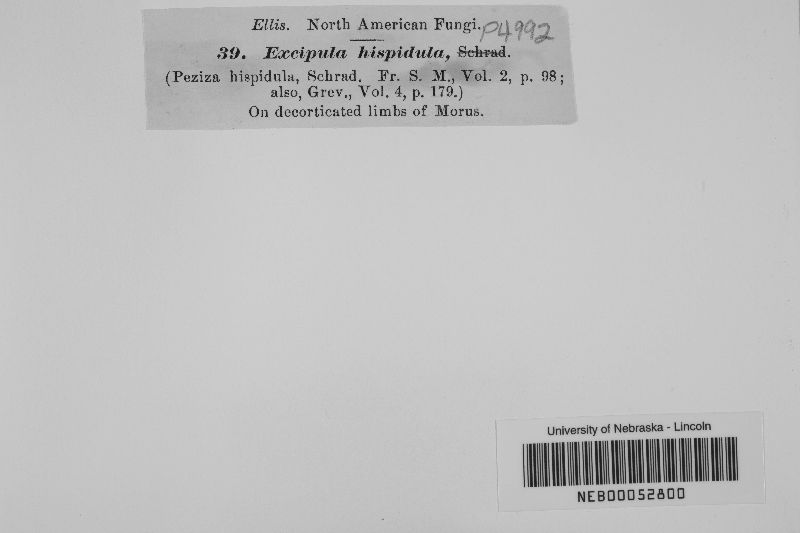 Ellis. North American Fungi. P4992
39. Excipula hispidula, Schrad.
(Peziza hispidula, Schrad. Fr. S. M., Vol. 2, p. 98;
also, Grev., Vol. 4, p. 179.)
On decorticated limbs of Morus.
University of Nebraska - Lincoln
NEB00052800